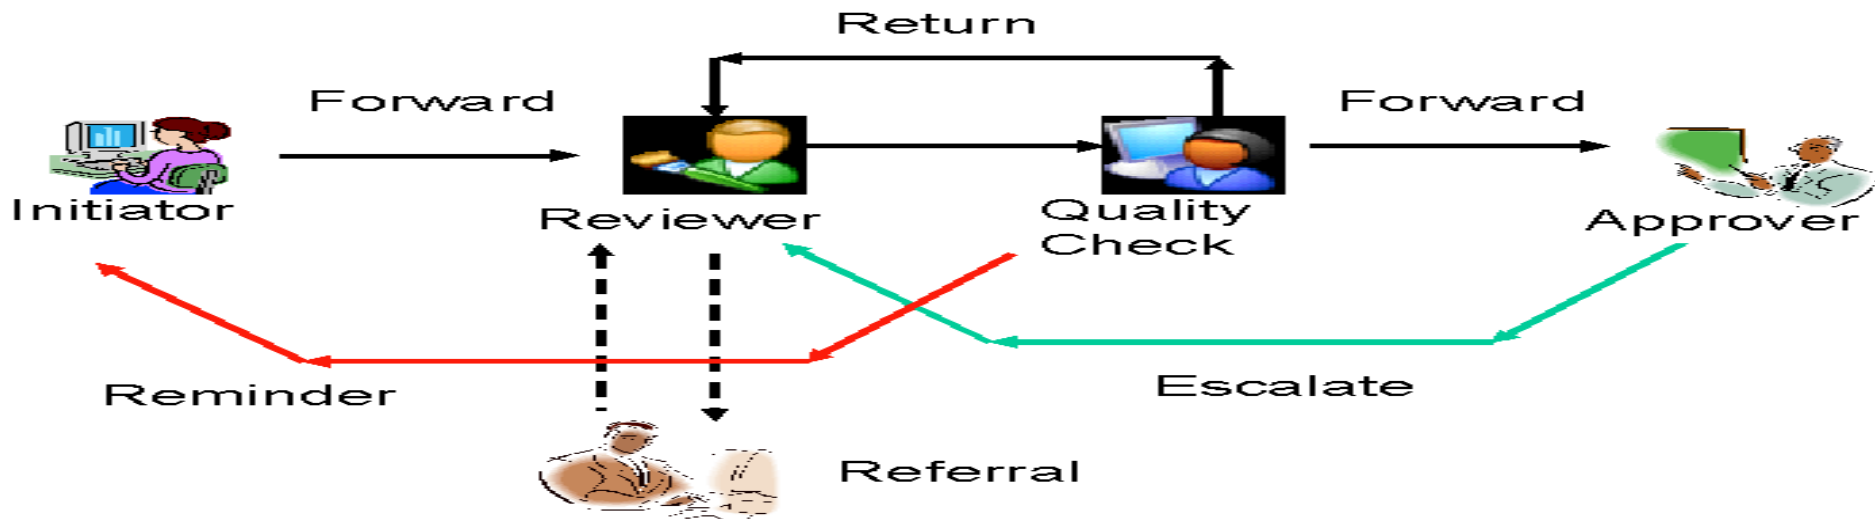 Return
Forward
Forward
Initiator
Reviewer
Quality
Check
Approver
Reminder
Escalate
Referral